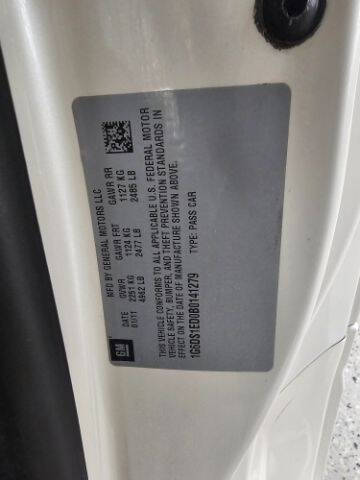 MFD BY GENERAL MOTORS LLC
DATE GVWR GAWR FRT GAWR RR
01/11 2251 KG 1124 KG 1127 KG
4962 LB 2477 LB 2485 LB
THIS VEHICLE CONFORMS TO ALL APPLICABLE U.S. FEDERAL MOTOR
VEHICLE SAFETY, BUMPER, AND THEFT PREVENTION STANDARDS IN
EFFECT ON THE DATE OF MANUFACTURE SHOWN ABOVE.
1G6DS1ED0B0141279 TYPE: PASS CAR
GM